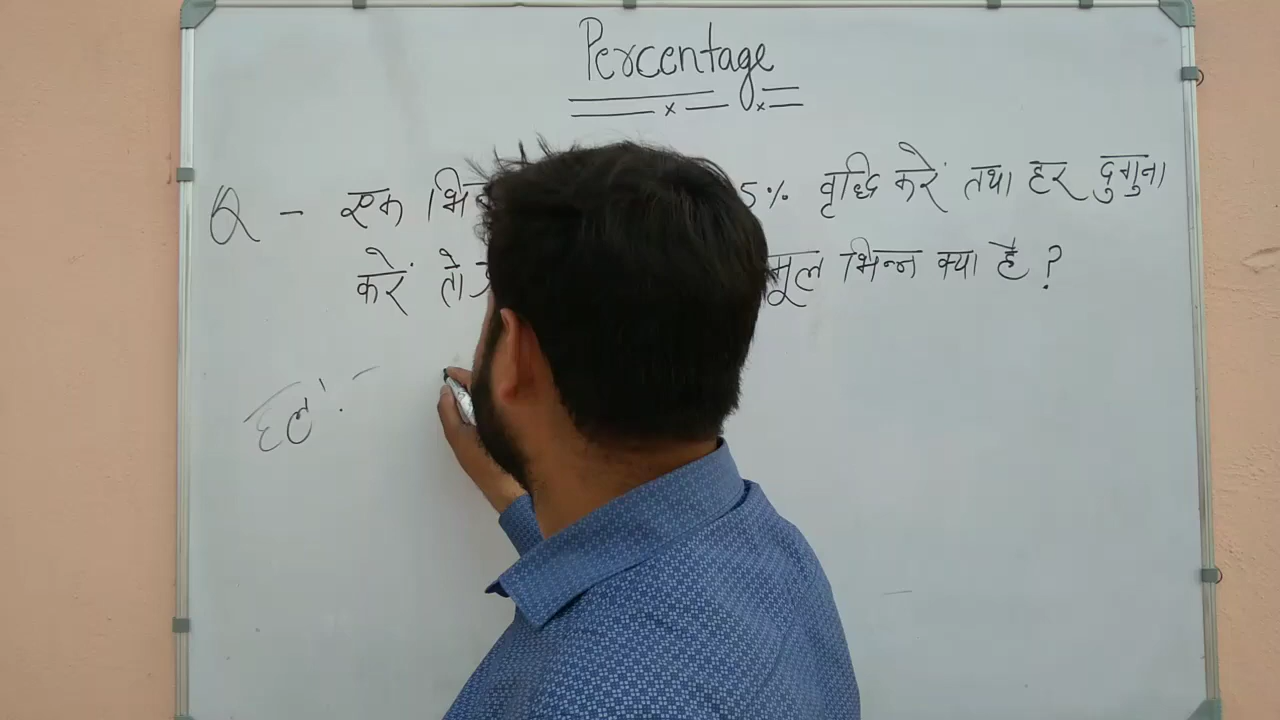 Percentage
Q - एक 5% वृद्धि करें तथा हर दुगुना
करें तो मूल भिन्न क्या है ?
हल :-